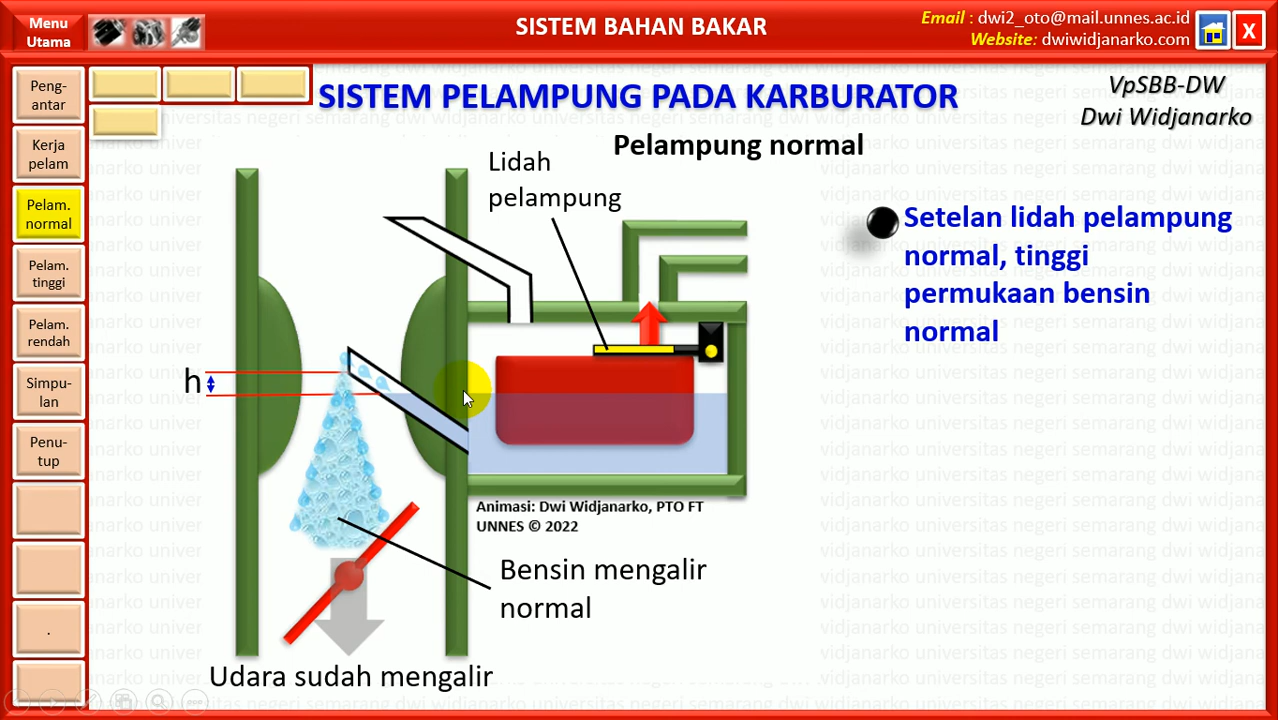 Menu
Utama
SISTEM BAHAN BAKAR
Email : dwi2_oto@mail.unnes.ac.id
Website: dwiwidjanarko.com
X
Peng-
antar
Kerja
pelam
Pelam.
normal
Pelam.
tinggi
Pelam.
rendah
Simpu-
lan
Penu-
tup
.
SISTEM PELAMPUNG PADA KARBURATOR
VpSBB-DW
Dwi Widjanarko
Pelampung normal
Lidah
pelampung
Setelan lidah pelampung
normal, tinggi
permukaan bensin
normal
h
Animasi: Dwi Widjanarko, PTO FT
UNNES © 2022
Bensin mengalir
normal
Udara sudah mengalir